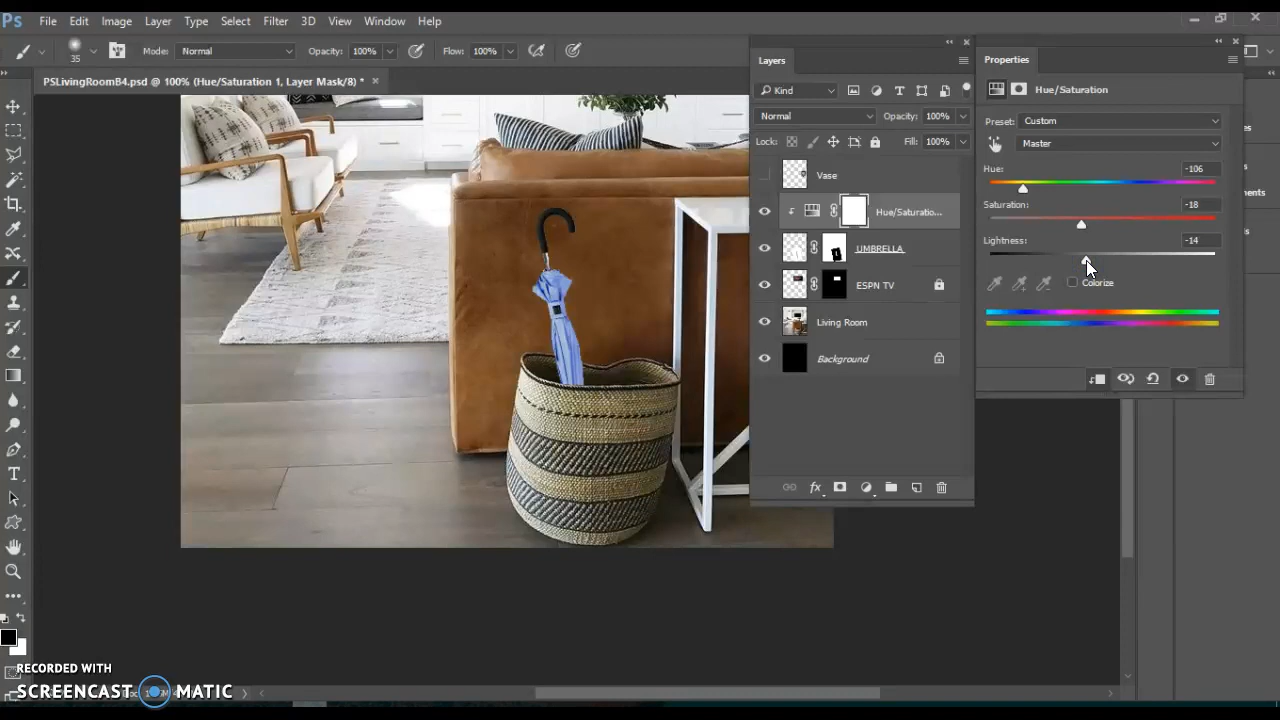 Ps File Edit Image Layer Type Select Filter 3D View Window Help
35 Mode: Normal Opacity: 100% Flow: 100%
PSLivingRoomB4.psd @ 100% (Hue/Saturation 1, Layer Mask/8) * ×
Layers
Kind
Normal Opacity: 100%
Lock: Fill: 100%
Vase
Hue/Saturatio...
UMBRELLA
ESPN TV
Living Room
Background
fx
Properties
Hue/Saturation
Preset: Custom
Master
Hue: -106
Saturation: -18
Lightness: -14
Colorize
RECORDED WITH
SCREENCAST MATIC